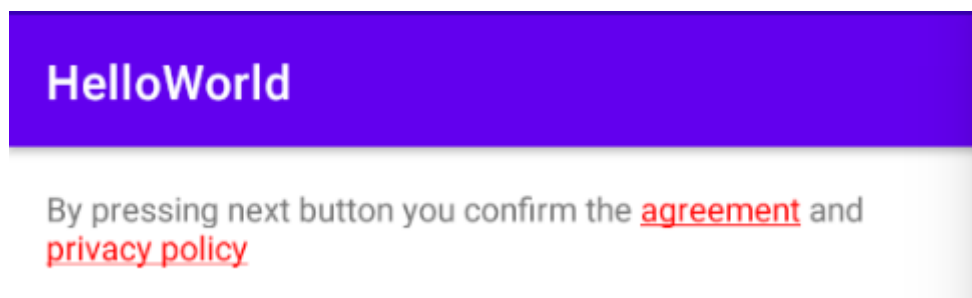 HelloWorld
By pressing next button you confirm the agreement and
privacy policy